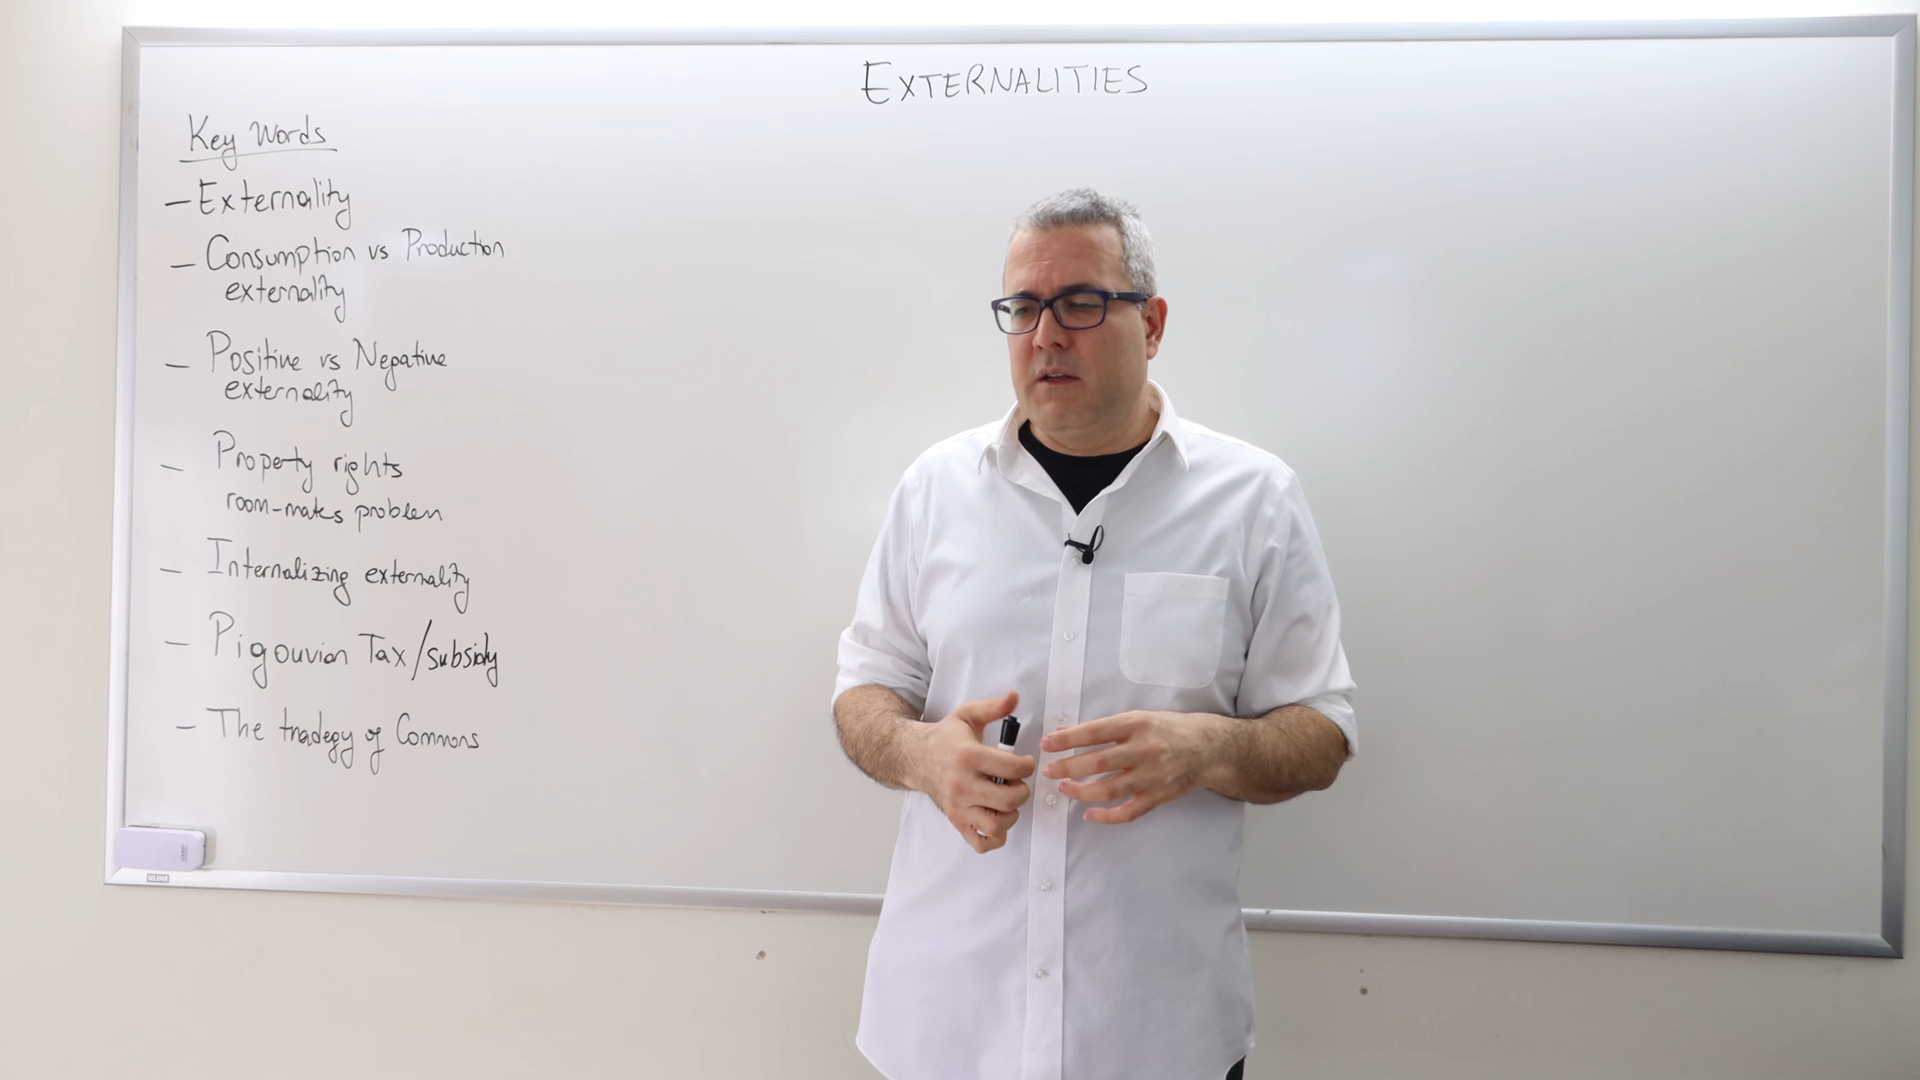 EXTERNALITIES
Key Words
– Externality
– Consumption vs Production
externality
– Positive vs Negative
externality
– Property rights
room-mates problem
– Internalizing externality
– Pigouvian Tax/subsidy
– The tradegy of Commons
ULINE